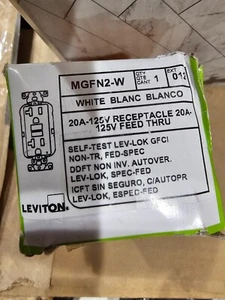 MGFN2-W
QTY
QTE
CANT
1
EXT
012
WHITE BLANC BLANCO
20A-125V RECEPTACLE 20A-
125V FEED THRU
SELF-TEST LEV-LOK GFCI
NON-TR, FED-SPEC
DDFT NON INV. AUTOVER.
LEV-LOK, SPEC-FED
ICFT SIN SEGURO, C/AUTOPR
LEV-LOK, ESPEC-FED
LEVITON